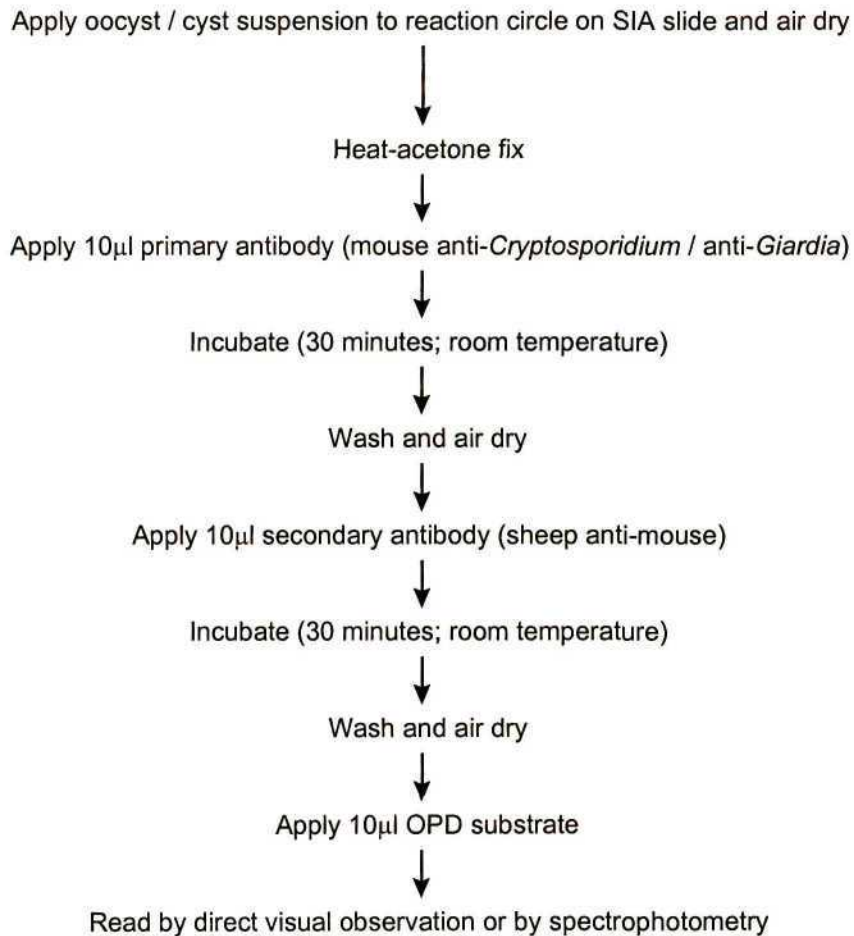 Apply oocyst / cyst suspension to reaction circle on SIA slide and air dry
Heat-acetone fix
Apply 10μl primary antibody (mouse anti-Cryptosporidium / anti-Giardia)
Incubate (30 minutes; room temperature)
Wash and air dry
Apply 10μl secondary antibody (sheep anti-mouse)
Incubate (30 minutes; room temperature)
Wash and air dry
Apply 10μl OPD substrate
Read by direct visual observation or by spectrophotometry